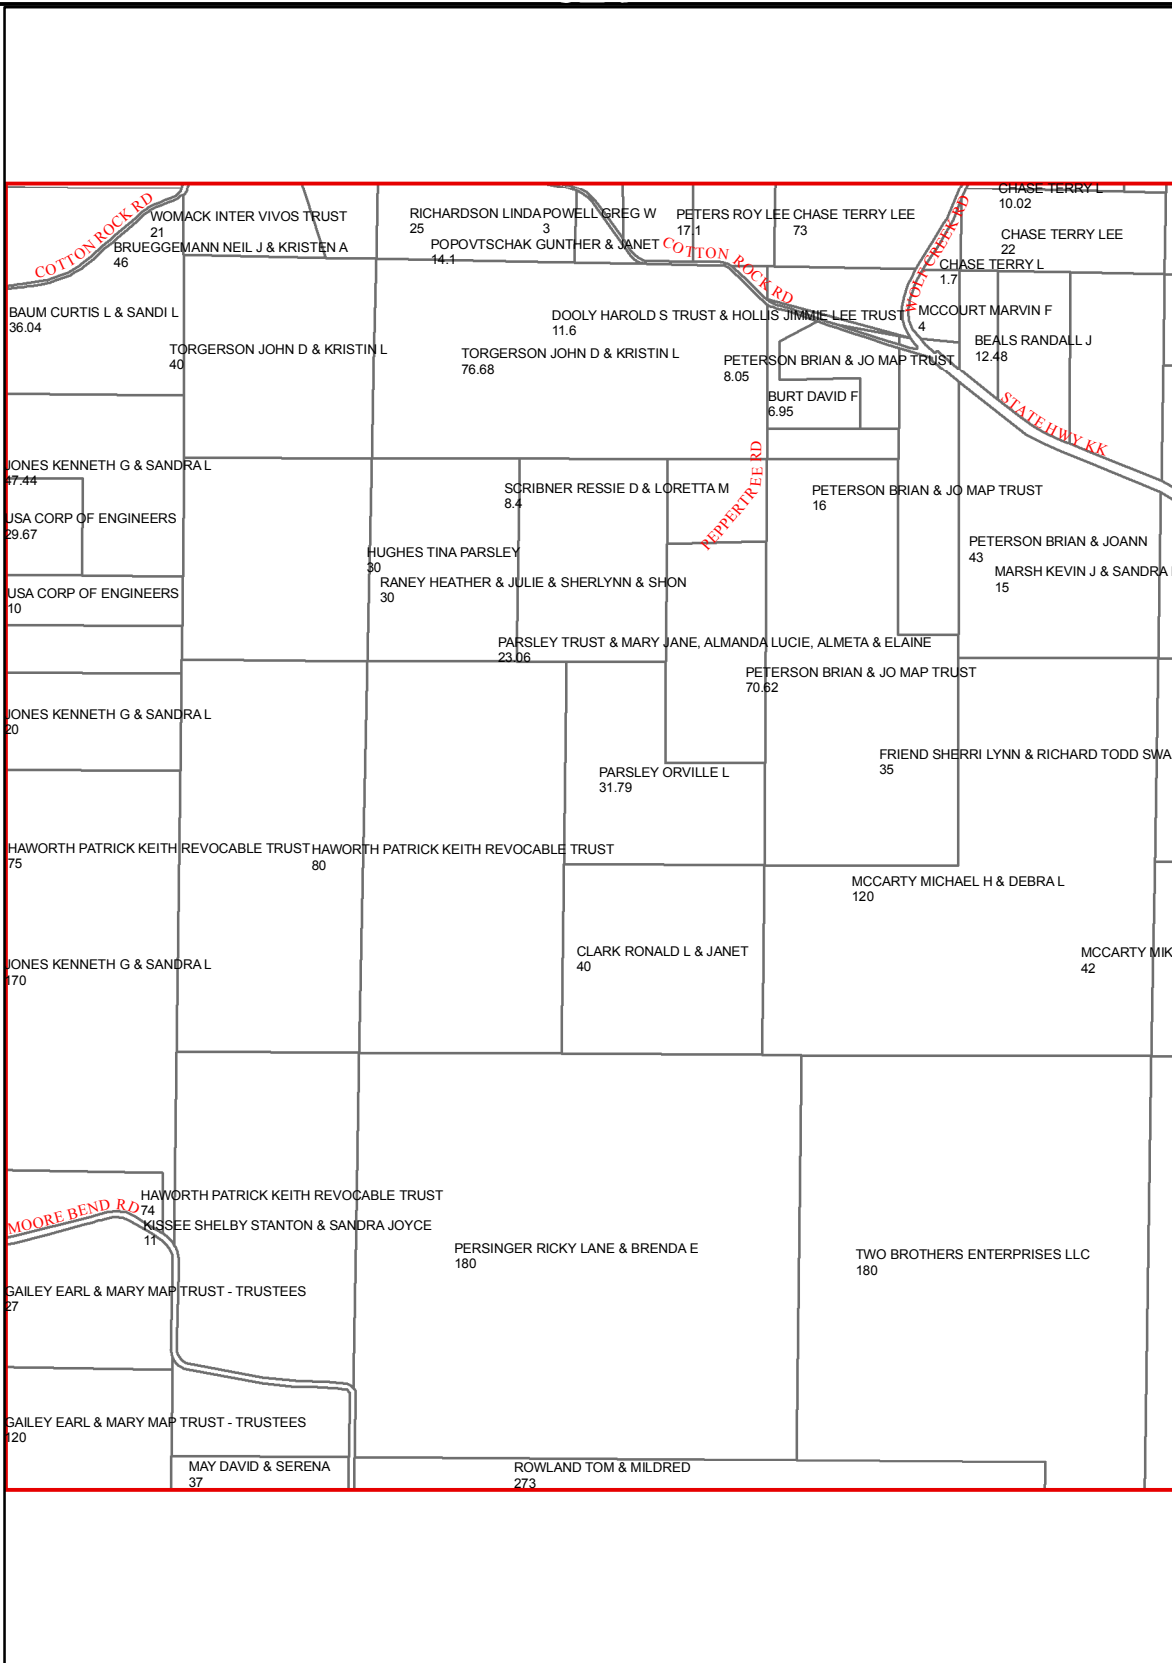 CHASE TERRY L
10.02
WOMACK INTER VIVOS TRUST
21
RICHARDSON LINDA
25
POWELL GREG W
3
PETERS ROY LEE
17.1
CHASE TERRY LEE
73
CHASE TERRY LEE
22
COTTON ROCK RD
BRUEGGEMANN NEIL J & KRISTEN A
46
POPOVTSCHAK GUNTHER & JANET
14.1
COTTON ROCK RD
WOLF CREEK RD
CHASE TERRY L
1.7
BAUM CURTIS L & SANDI L
36.04
DOOLY HAROLD S TRUST & HOLLIS JIMMIE LEE TRUST
11.6
MCCOURT MARVIN F
4
TORGERSON JOHN D & KRISTIN L
40
TORGERSON JOHN D & KRISTIN L
76.68
PETERSON BRIAN & JO MAP TRUST
8.05
BEALS RANDALL J
12.48
BURT DAVID F
6.95
STATE HWY KK
JONES KENNETH G & SANDRA L
47.44
SCRIBNER RESSIE D & LORETTA M
8.4
PEPPERTREE RD
PETERSON BRIAN & JO MAP TRUST
16
USA CORP OF ENGINEERS
29.67
HUGHES TINA PARSLEY
30
PETERSON BRIAN & JOANN
43
USA CORP OF ENGINEERS
10
RANEY HEATHER & JULIE & SHERLYNN & SHON
30
MARSH KEVIN J & SANDRA
15
PARSLEY TRUST & MARY JANE, ALMANDA LUCIE, ALMETA & ELAINE
23.06
PETERSON BRIAN & JO MAP TRUST
70.62
JONES KENNETH G & SANDRA L
20
FRIEND SHERRI LYNN & RICHARD TODD SWA
35
PARSLEY ORVILLE L
31.79
HAWORTH PATRICK KEITH REVOCABLE TRUST
75
HAWORTH PATRICK KEITH REVOCABLE TRUST
80
MCCARTY MICHAEL H & DEBRA L
120
JONES KENNETH G & SANDRA L
170
CLARK RONALD L & JANET
40
MCCARTY MIK
42
HAWORTH PATRICK KEITH REVOCABLE TRUST
74
MOORE BEND RD
KISSEE SHELBY STANTON & SANDRA JOYCE
11
PERSINGER RICKY LANE & BRENDA E
180
TWO BROTHERS ENTERPRISES LLC
180
GAILEY EARL & MARY MAP TRUST - TRUSTEES
27
GAILEY EARL & MARY MAP TRUST - TRUSTEES
120
MAY DAVID & SERENA
37
ROWLAND TOM & MILDRED
273